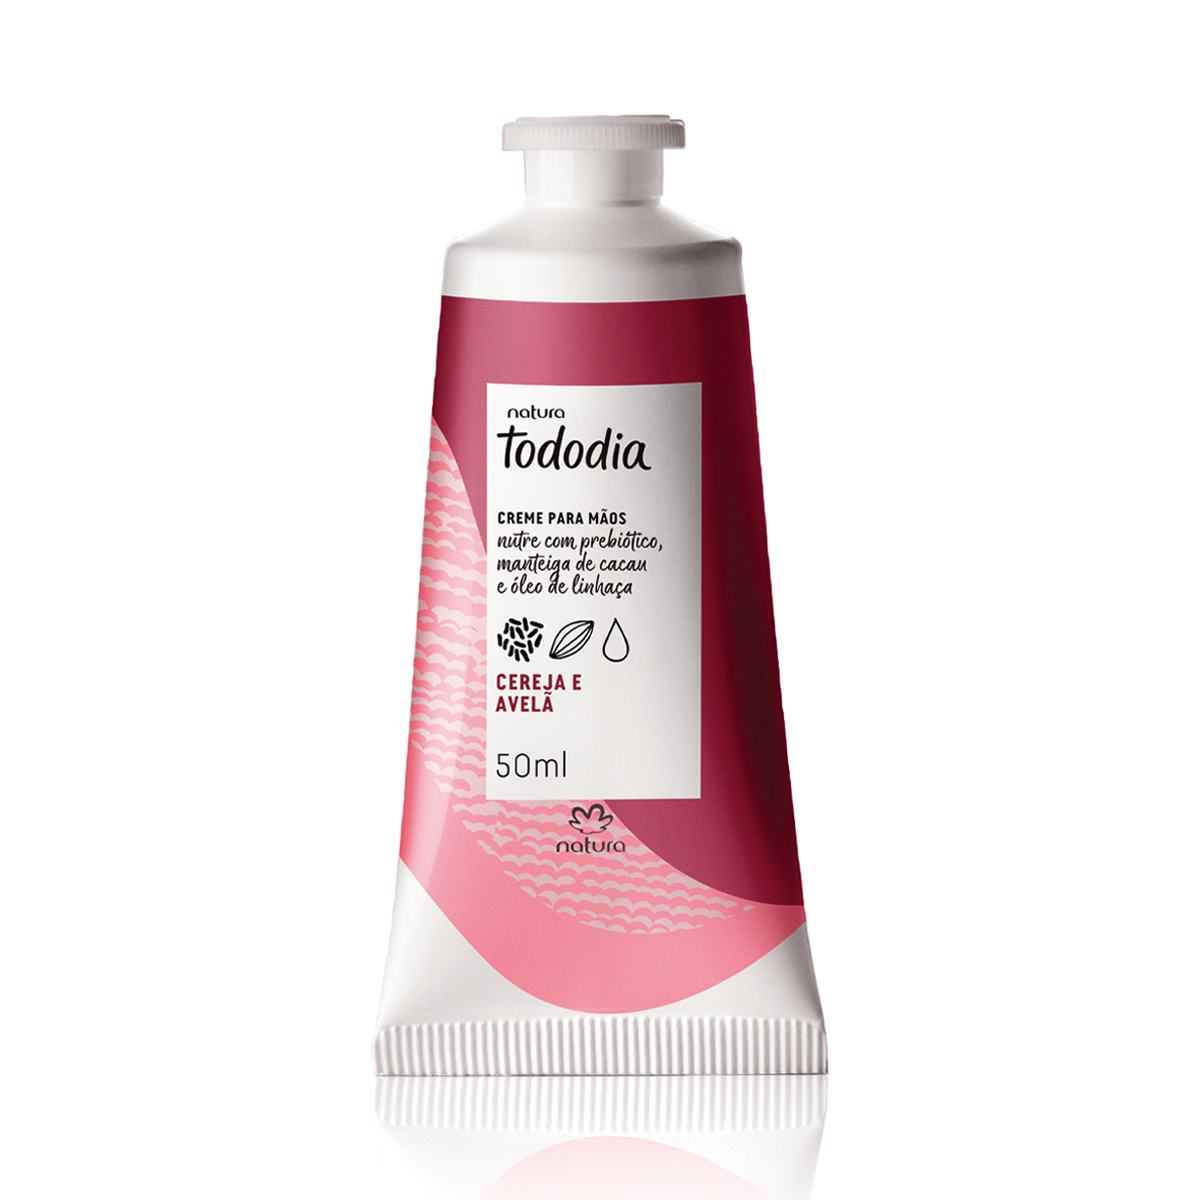 natura
Tododia
CREME PARA MÃOS
nutre com prebiótico,
manteiga de cacau
e óleo de linhaça
CEREJA E
AVELÃ
50ml
natura